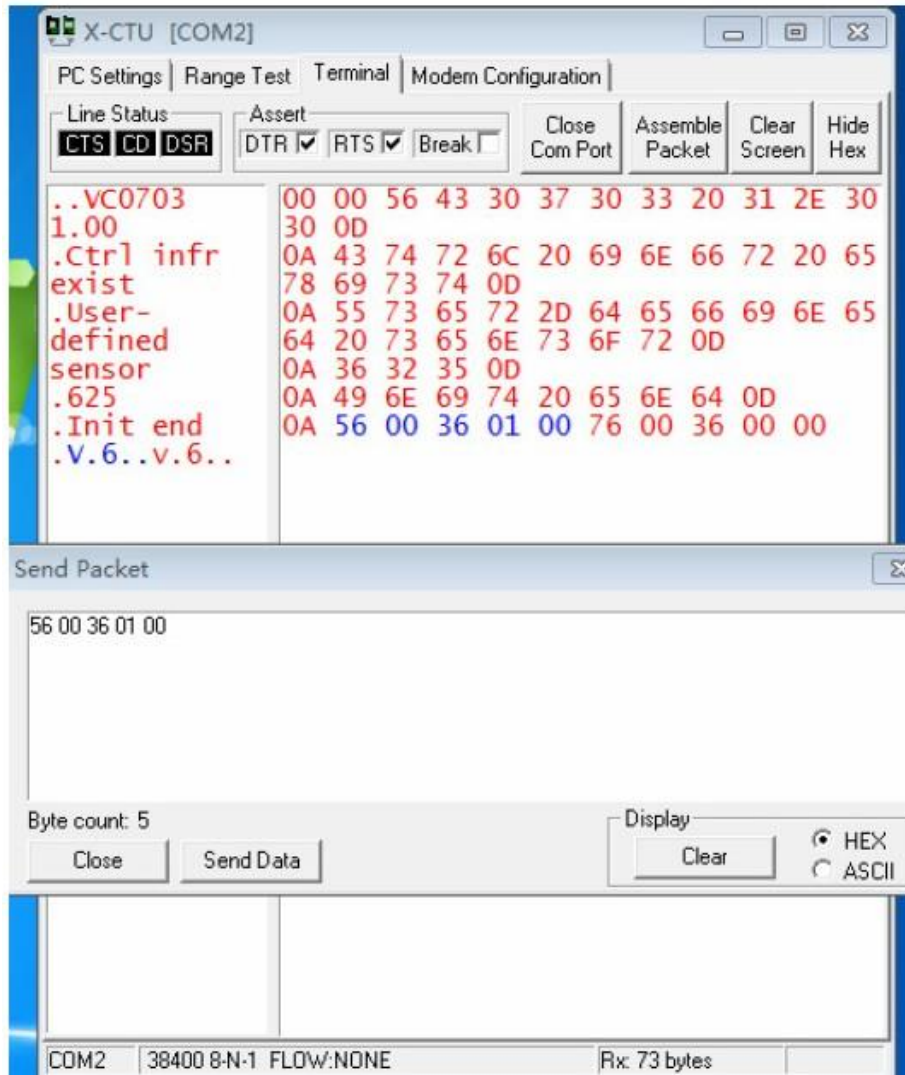 X-CTU [COM2]
PC Settings Range Test Terminal Modem Configuration
Line Status Assert
CTS CD DSR DTR RTS Break Close Com Port Assemble Packet Clear Screen Hide Hex
..VC0703 00 00 56 43 30 37 30 33 20 31 2E 30
1.00 30 0D
.Ctrl infr 0A 43 74 72 6C 20 69 6E 66 72 20 65
exist 78 69 73 74 0D
.User- 0A 55 73 65 72 2D 64 65 66 69 6E 65
defined 64 20 73 65 6E 73 6F 72 0D
sensor 0A 36 32 35 0D
.625 0A 49 6E 69 74 20 65 6E 64 0D
.Init end 0A 56 00 36 01 00 76 00 36 00 00
.V.6..v.6..
Send Packet
56 00 36 01 00
Byte count: 5 Display
Close Send Data Clear HEX
ASCII
COM2 38400 8-N-1 FLOW:NONE Rx: 73 bytes